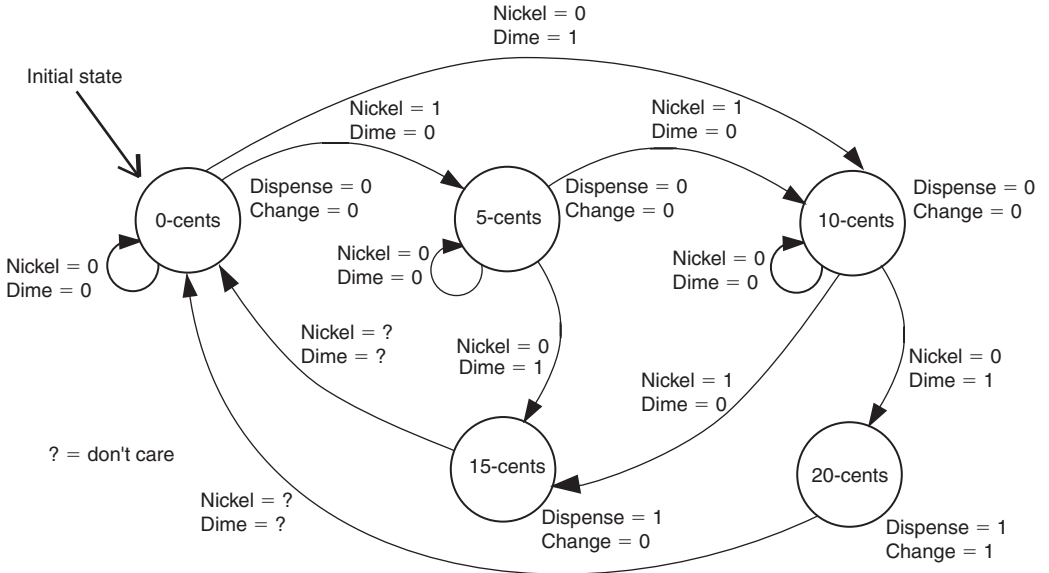 Nickel = 0
Dime = 1
Initial state
Nickel = 1
Dime = 0
Nickel = 1
Dime = 0
0-cents
Dispense = 0
Change = 0
5-cents
Dispense = 0
Change = 0
10-cents
Dispense = 0
Change = 0
Nickel = 0
Dime = 0
Nickel = 0
Dime = 0
Nickel = 0
Dime = 0
Nickel = ?
Dime = ?
Nickel = 0
Dime = 1
Nickel = 1
Dime = 0
Nickel = 0
Dime = 1
? = don't care
15-cents
20-cents
Nickel = ?
Dime = ?
Dispense = 1
Change = 0
Dispense = 1
Change = 1